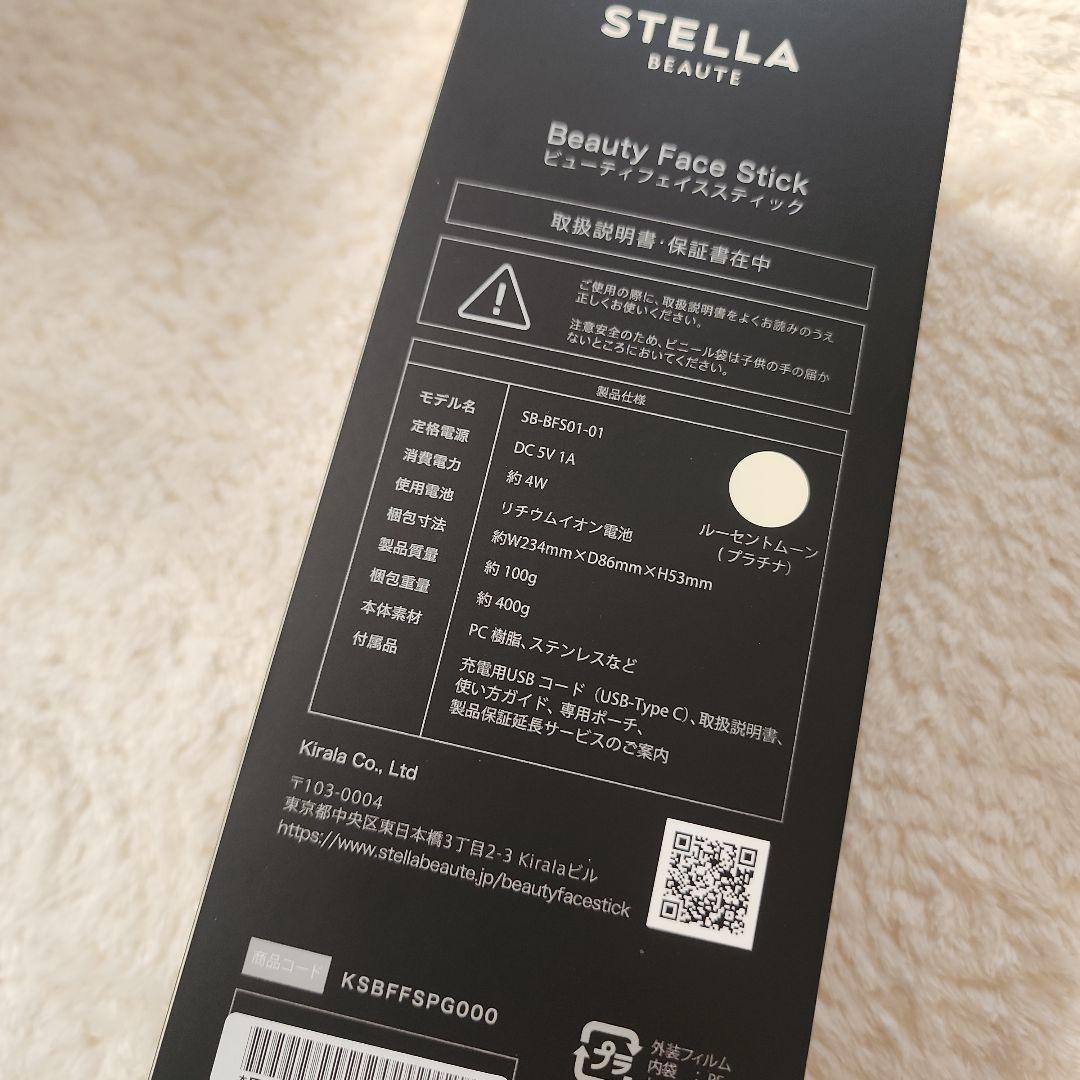 STELLA
BEAUTE
Beauty Face Stick
ビューティフェイススティック
取扱説明書・保証書在中
ご使用の際に、取扱説明書をよくお読みのうえ
正しくお使いください。
注意安全のため、ビニール袋は子供の手の届か
ないところにおいてください。
製品仕様
モデル名 SB-BFS01-01
定格電源 DC 5V 1A
消費電力 約 4W
使用電池 リチウムイオン電池
梱包寸法 約W234mm×D86mm×H53mm
製品質量 約 100g
梱包重量 約 400g
本体素材 PC 樹脂、ステンレスなど
付属品 充電用USB コード（USB-Type C）、取扱説明書、
使い方ガイド、専用ポーチ、
製品保証延長サービスのご案内
ルーセントムーン
(プラチナ)
Kirala Co., Ltd
〒103-0004
東京都中央区東日本橋3丁目2-3 Kiralaビル
https://www.stellabeaute.jp/beautyfacestick
商品コード KSBFFSPG000
プラ
外装フィルム
内袋 : PE